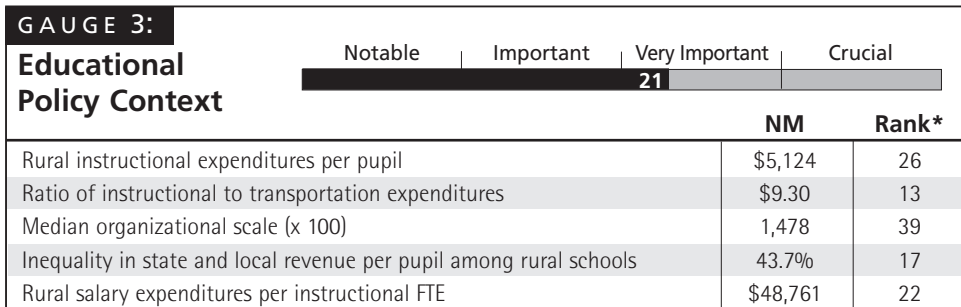 GAUGE 3:
Educational
Policy Context
Notable Important Very Important Crucial
21
NM Rank*
Rural instructional expenditures per pupil $5,124 26
Ratio of instructional to transportation expenditures $9.30 13
Median organizational scale (x 100) 1,478 39
Inequality in state and local revenue per pupil among rural schools 43.7% 17
Rural salary expenditures per instructional FTE $48,761 22